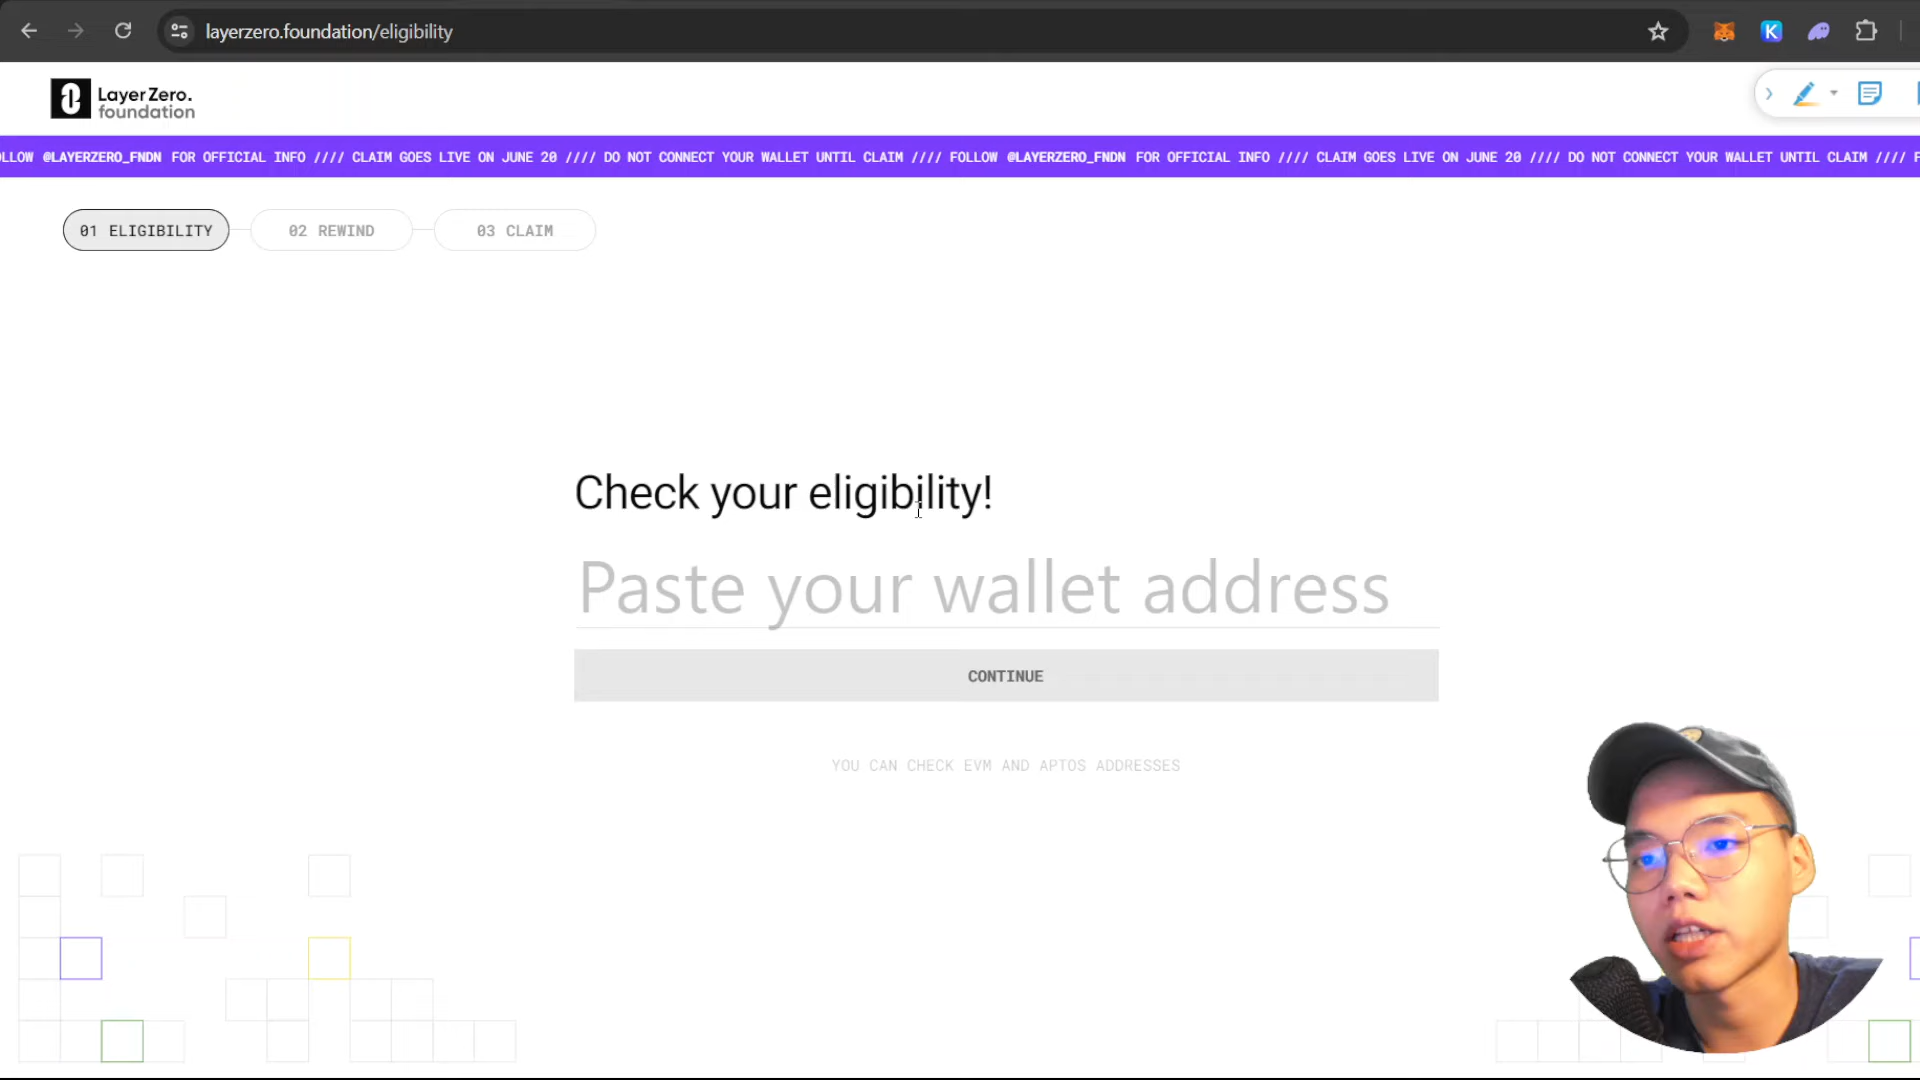 layerzero.foundation/eligibility
K
LayerZero.
foundation
LLOW @LAYERZERO_FNDN FOR OFFICIAL INFO //// CLAIM GOES LIVE ON JUNE 20 //// DO NOT CONNECT YOUR WALLET UNTIL CLAIM //// FOLLOW @LAYERZERO_FNDN FOR OFFICIAL INFO //// CLAIM GOES LIVE ON JUNE 20 //// DO NOT CONNECT YOUR WALLET UNTIL CLAIM //// F
01 ELIGIBILITY
02 REWIND
03 CLAIM
Check your eligibility!
Paste your wallet address
CONTINUE
YOU CAN CHECK EVM AND APTOS ADDRESSES